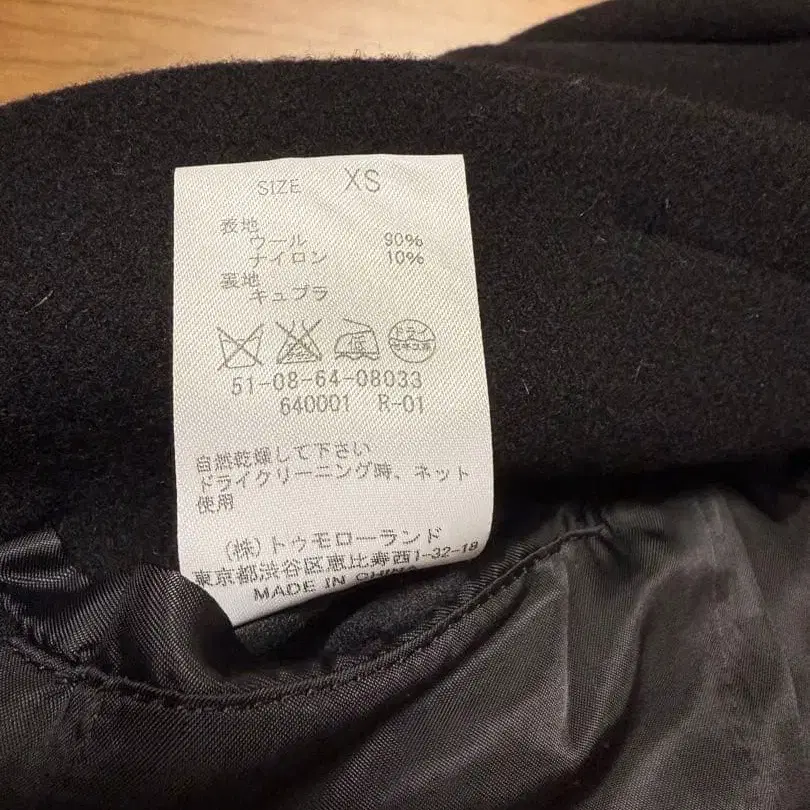 SIZE XS
表地
ウール 90%
ナイロン 10%
裏地
キュプラ
低 ドライ
51-08-64-08033
640001 R-01
自然乾燥して下さい
ドライクリーニング時、ネット
使用
(株)トゥモローランド
東京都渋谷区恵比寿西1-32-18
MADE IN CHINA